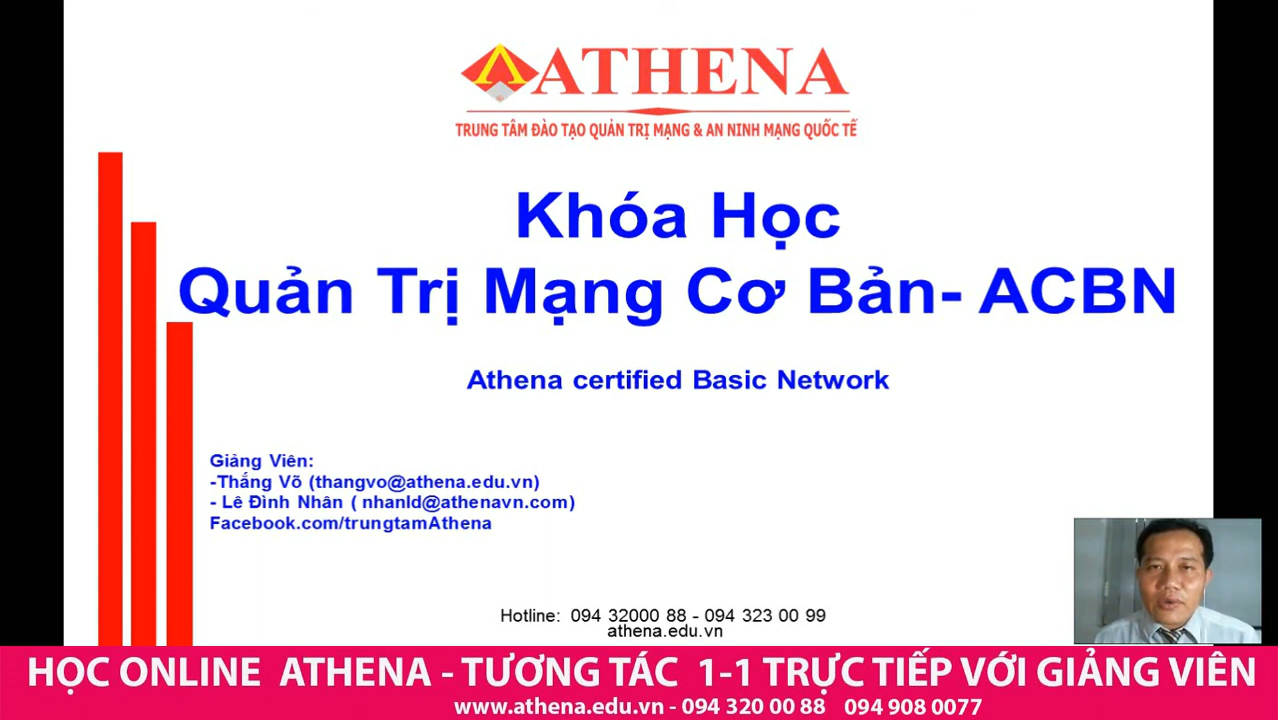 ATHENA
TRUNG TÂM ĐÀO TẠO QUẢN TRỊ MẠNG & AN NINH MẠNG QUỐC TẾ
Khóa Học
Quản Trị Mạng Cơ Bản- ACBN
Athena certified Basic Network
Giảng Viên:
-Thắng Võ (thangvo@athena.edu.vn)
- Lê Đình Nhân ( nhanld@athenavn.com)
Facebook.com/trungtamAthena
Hotline: 094 32000 88 - 094 323 00 99
athena.edu.vn
HỌC ONLINE ATHENA - TƯƠNG TÁC 1-1 TRỰC TIẾP VỚI GIẢNG VIÊN
www.athena.edu.vn - 094 320 00 88 094 908 0077